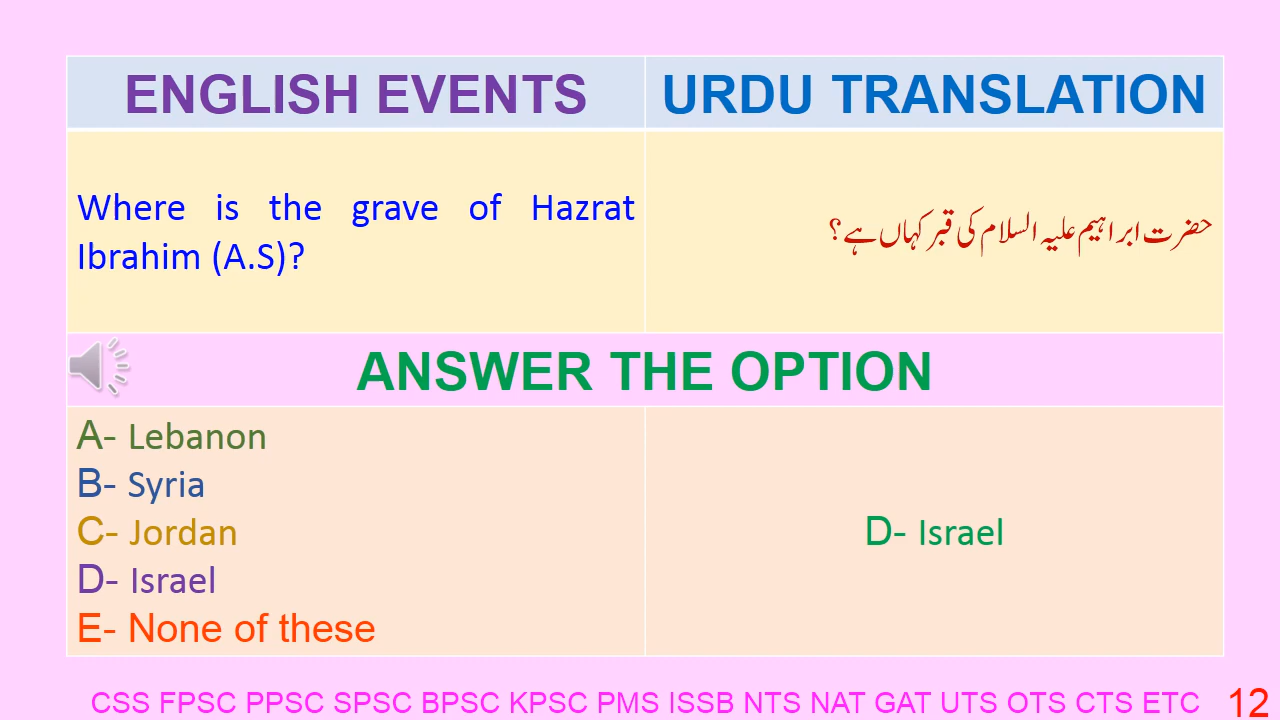 ENGLISH EVENTS
URDU TRANSLATION
Where is the grave of Hazrat
Ibrahim (A.S)?
حضرت ابراہیم علیہ السلام کی قبر کہاں ہے؟
ANSWER THE OPTION
A- Lebanon
B- Syria
C- Jordan
D- Israel
E- None of these
D- Israel
CSS FPSC PPSC SPSC BPSC KPSC PMS ISSB NTS NAT GAT UTS OTS CTS ETC
12